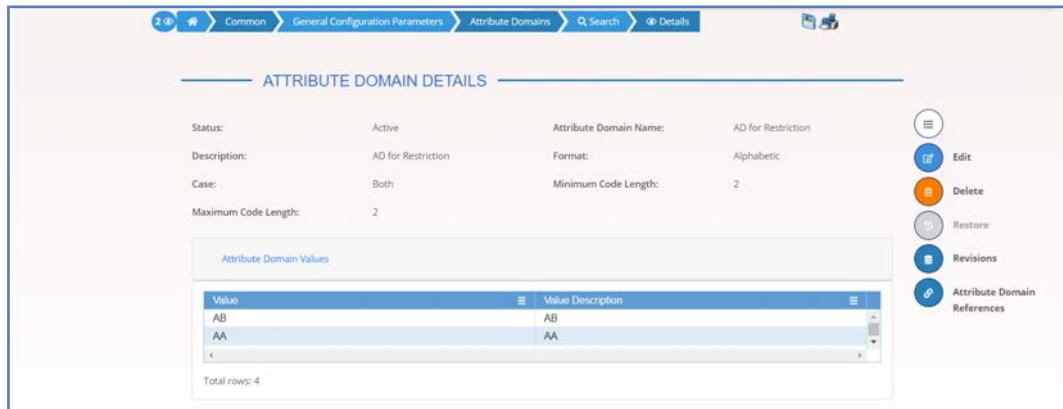 2 Common General Configuration Parameters Attribute Domains Search Details
ATTRIBUTE DOMAIN DETAILS
Status: Active Attribute Domain Name: AD for Restriction
Description: AD for Restriction Format: Alphabetic
Case: Both Minimum Code Length: 2
Maximum Code Length: 2
Attribute Domain Values
Value Value Description
AB AB
AA AA
Total rows: 4
Edit
Delete
Restore
Revisions
Attribute Domain
References